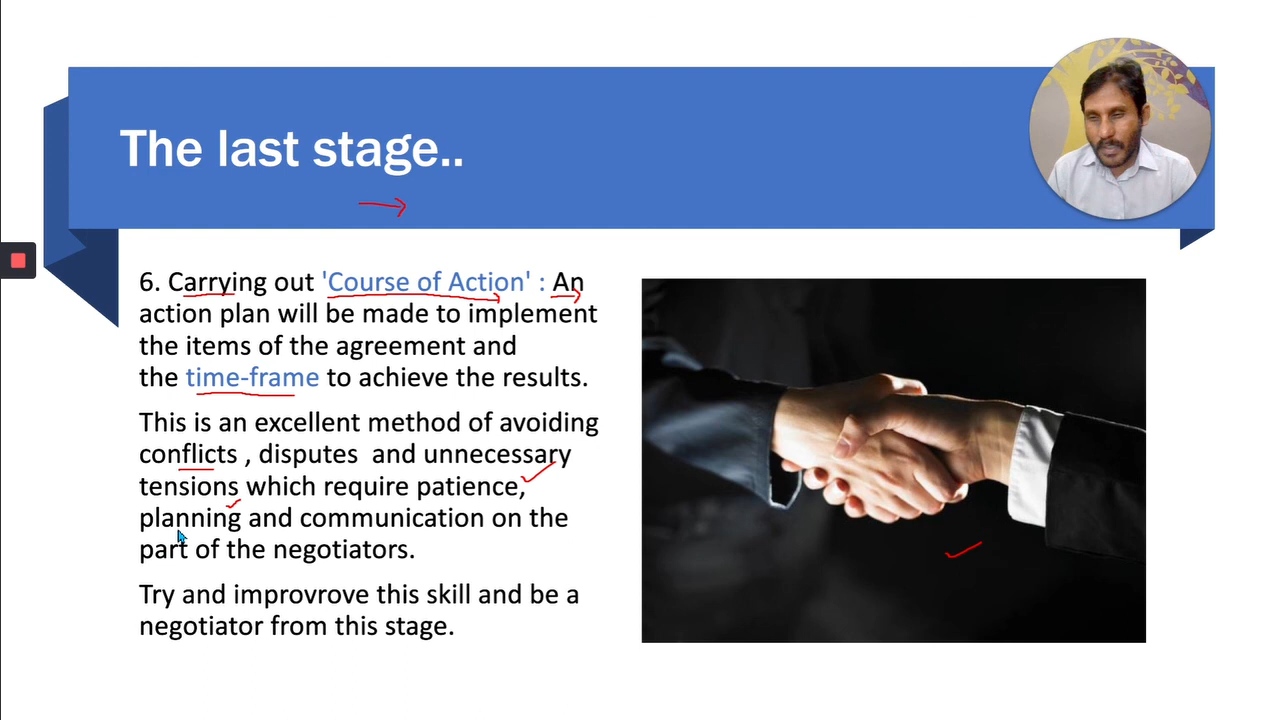 The last stage..
6. Carrying out 'Course of Action' : An
action plan will be made to implement
the items of the agreement and
the time-frame to achieve the results.
This is an excellent method of avoiding
conflicts , disputes and unnecessary
tensions which require patience,
planning and communication on the
part of the negotiators.
Try and improvrove this skill and be a
negotiator from this stage.